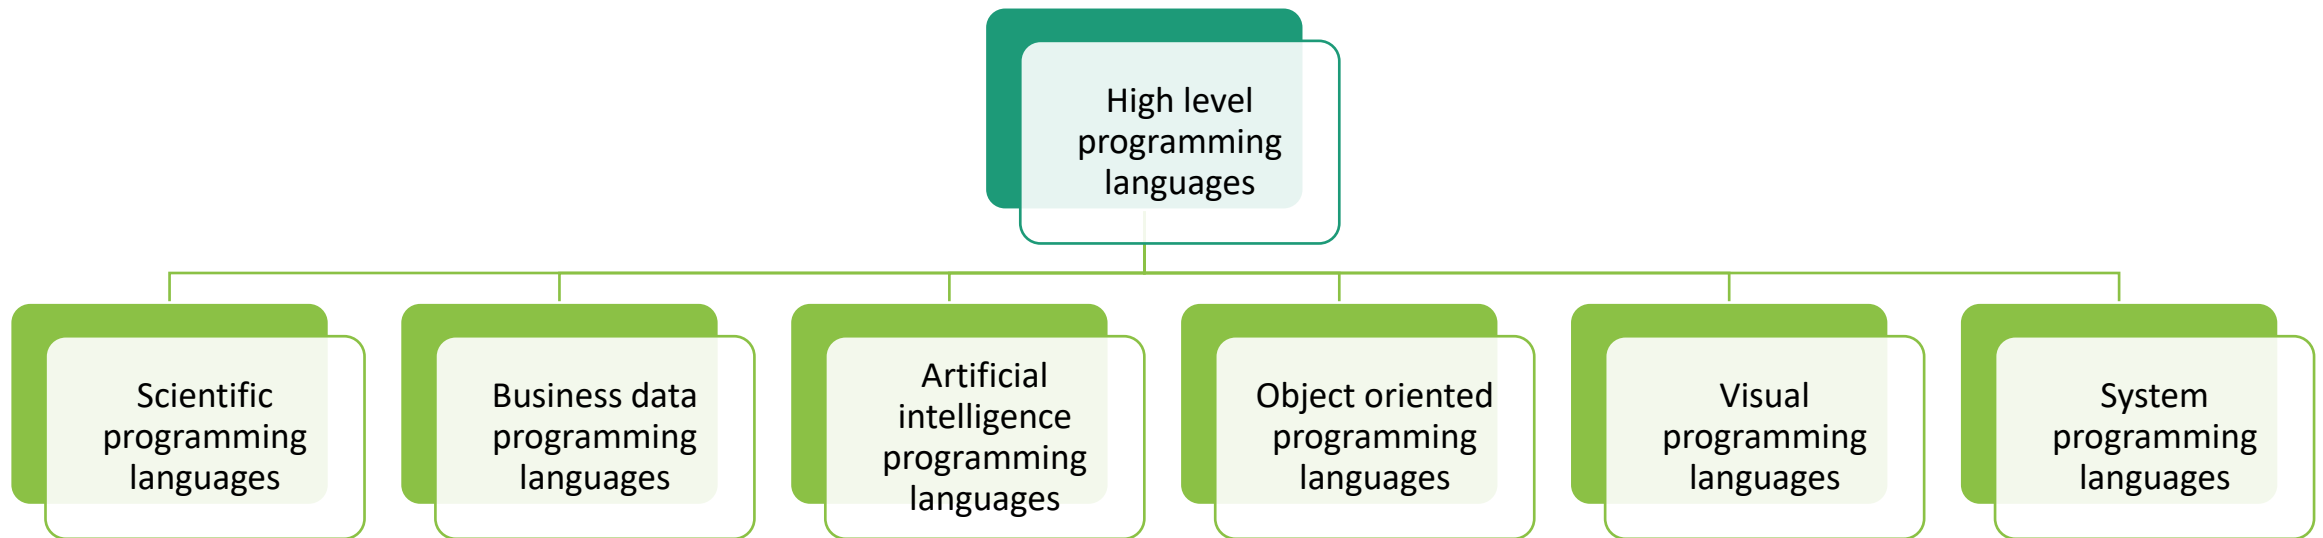 High level
programming
languages
Scientific
programming
languages
Business data
programming
languages
Artificial
intelligence
programming
languages
Object oriented
programming
languages
Visual
programming
languages
System
programming
languages